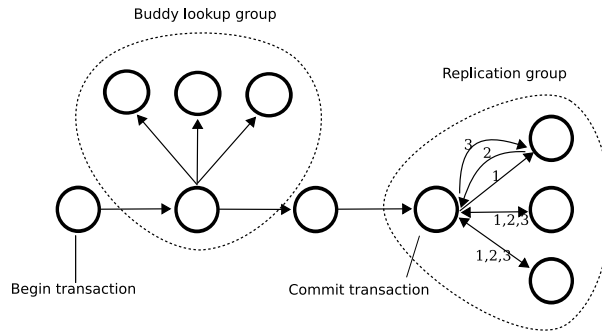 Buddy lookup group
Replication group
3
2
1
1,2,3
1,2,3
Begin transaction
Commit transaction